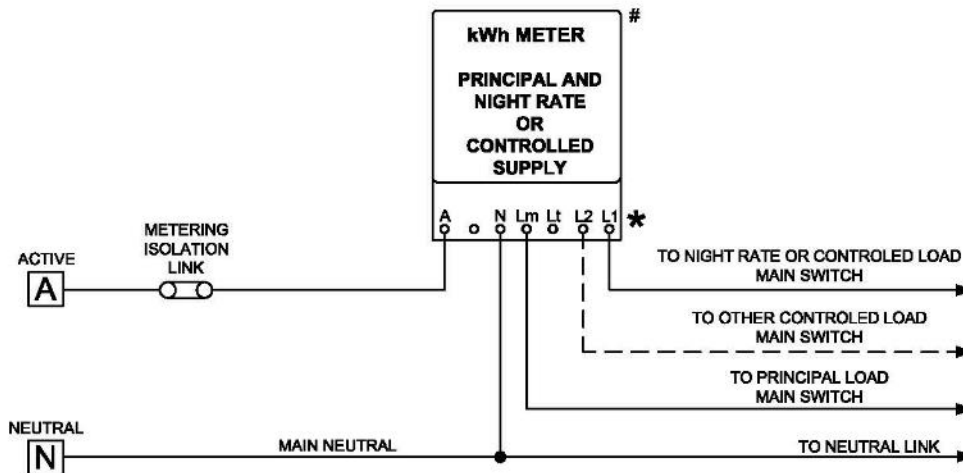 #
kWh METER
PRINCIPAL AND
NIGHT RATE
OR
CONTROLLED
SUPPLY
A N Lm Lt L2 L1 *
METERING
ISOLATION
LINK
ACTIVE
A
TO NIGHT RATE OR CONTROLED LOAD
MAIN SWITCH
TO OTHER CONTROLED LOAD
MAIN SWITCH
TO PRINCIPAL LOAD
MAIN SWITCH
NEUTRAL
N
MAIN NEUTRAL
TO NEUTRAL LINK